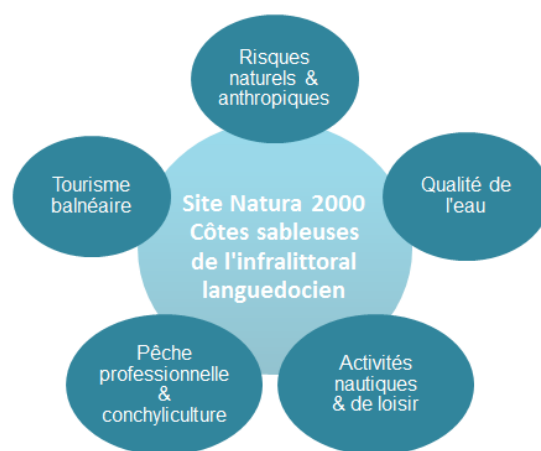 Risques
naturels &
anthropiques
Tourisme
balnéaire
Site Natura 2000
Côtes sableuses
de l'infralittoral
languedocien
Qualité de
l'eau
Pêche
professionnelle
&
conchyliculture
Activités
nautiques
& de loisir